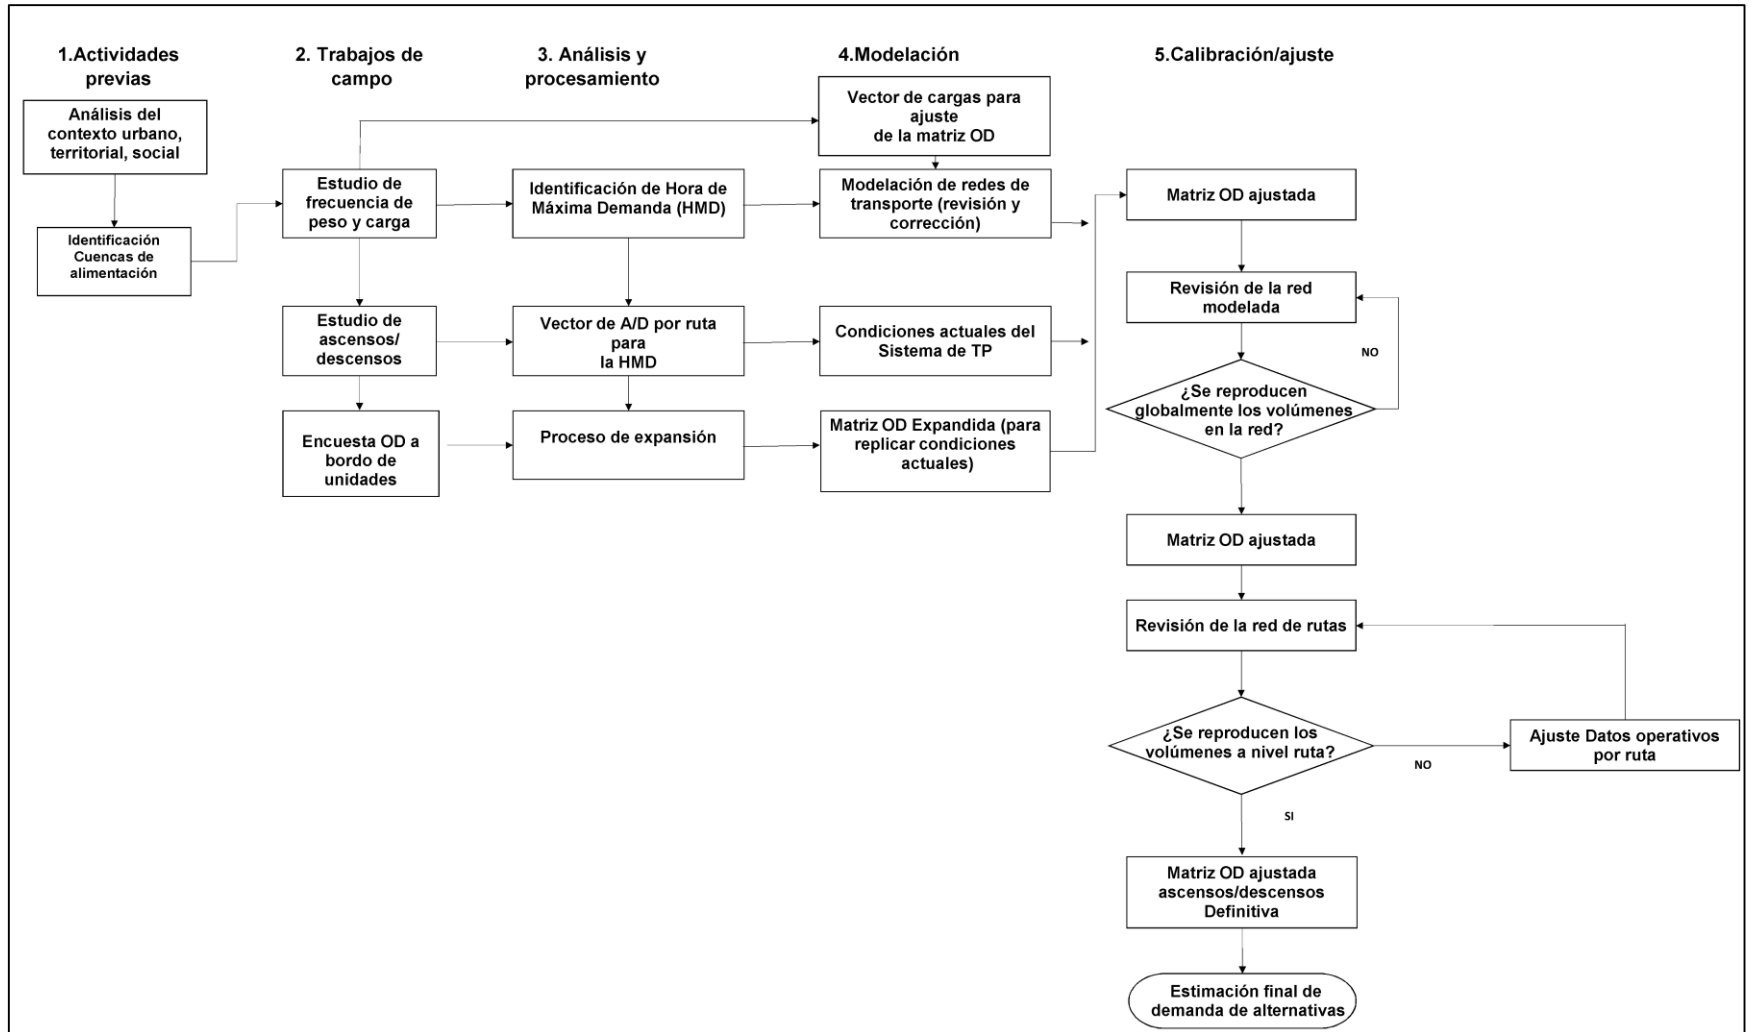 1.Actividades
previas
Análisis del
contexto urbano,
territorial, social
Identificación
Cuencas de
alimentación
2. Trabajos de
campo
Estudio de
frecuencia de
peso y carga
Estudio de
ascensos/
descensos
Encuesta OD a
bordo de
unidades
3. Análisis y
procesamiento
Identificación de Hora de
Máxima Demanda (HMD)
Vector de A/D por ruta
para
la HMD
Proceso de expansión
4.Modelación
Vector de cargas para
ajuste
de la matriz OD
Modelación de redes de
transporte (revisión y
corrección)
Condiciones actuales del
Sistema de TP
Matriz OD Expandida (para
replicar condiciones
actuales)
5.Calibración/ajuste
Matriz OD ajustada
Revisión de la red
modelada
NO
¿Se reproducen
globalmente los volúmenes
en la red?
Matriz OD ajustada
Revisión de la red de rutas
¿Se reproducen los
volúmenes a nivel ruta?
NO
Ajuste Datos operativos
por ruta
SI
Matriz OD ajustada
ascensos/descensos
Definitiva
Estimación final de
demanda de alternativas